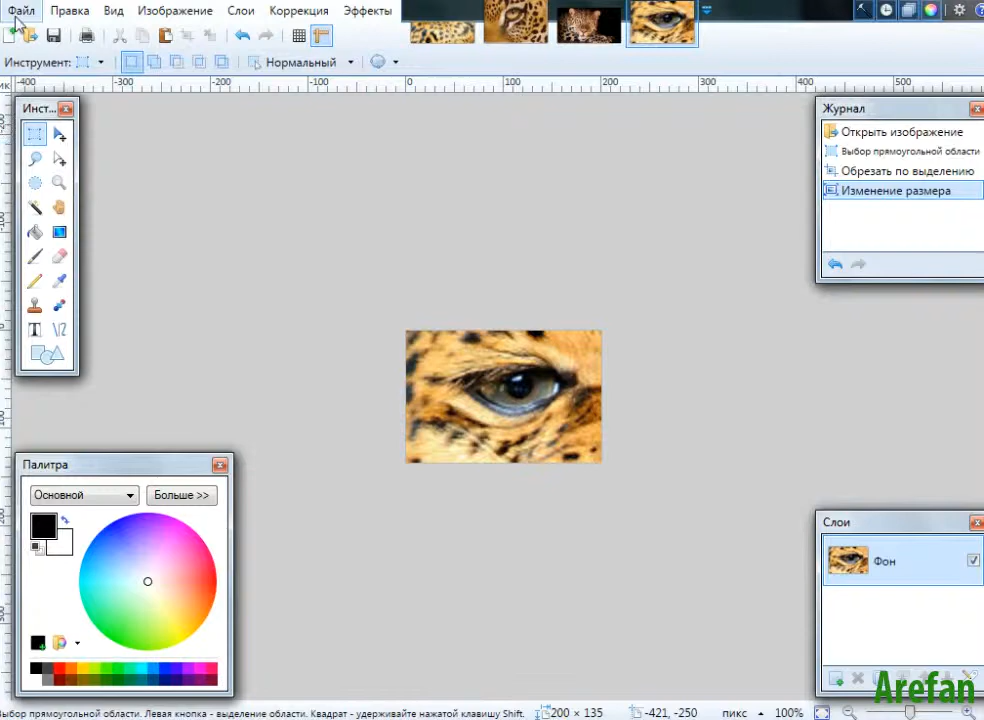 Файл Правка Вид Изображение Слои Коррекция Эффекты
Инструмент: Нормальный
-400 -300 -200 -100 0 100 200 300 400 500
Инст...
Журнал
Открыть изображение
Выбор прямоугольной области
Обрезать по выделению
Изменение размера
Палитра
Основной Больше >>
Слои
Фон
Arefan
Выбор прямоугольной области. Левая кнопка - выделение области. Квадрат - удерживайте нажатой клавишу Shift. 200 × 135 -421, -250 пикс 100%